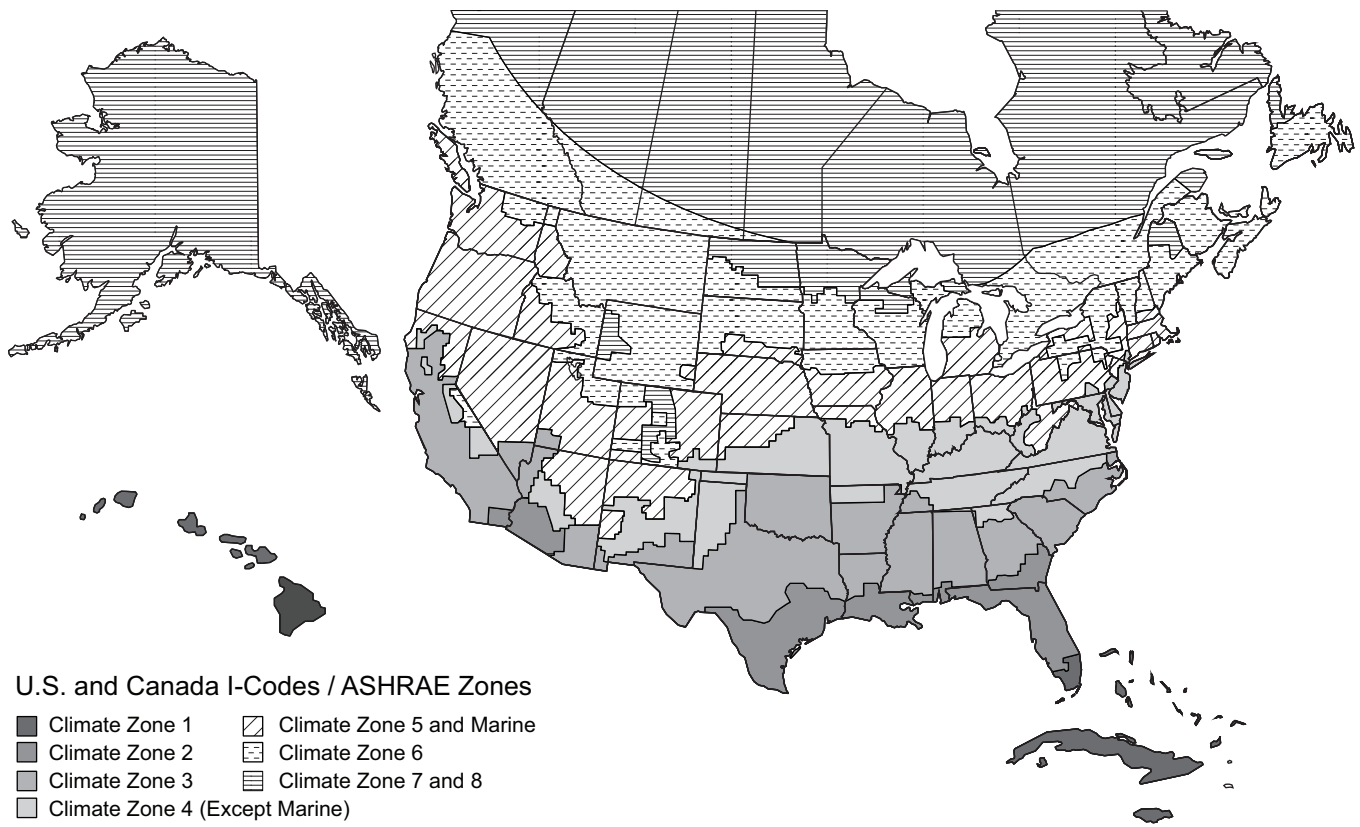 U.S. and Canada I-Codes / ASHRAE Zones
Climate Zone 1
Climate Zone 2
Climate Zone 3
Climate Zone 4 (Except Marine)
Climate Zone 5 and Marine
Climate Zone 6
Climate Zone 7 and 8